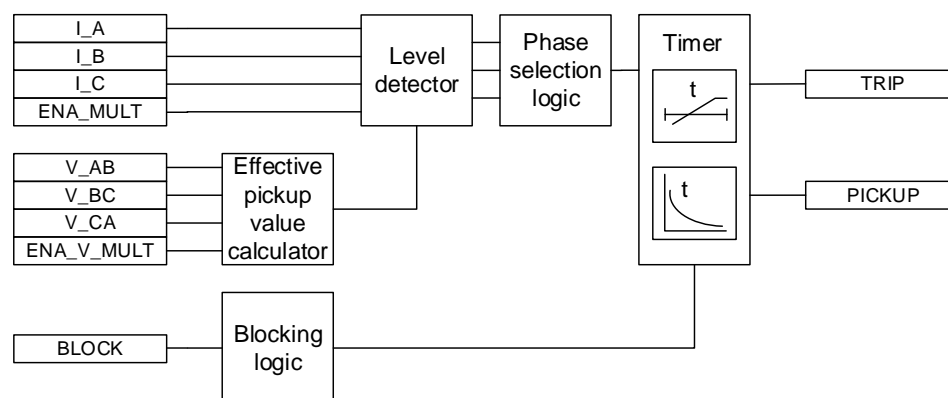 I_A
I_B
I_C
ENA_MULT
Level
detector
Phase
selection
logic
Timer
t
TRIP
V_AB
V_BC
V_CA
ENA_V_MULT
Effective
pickup
value
calculator
t
PICKUP
BLOCK
Blocking
logic